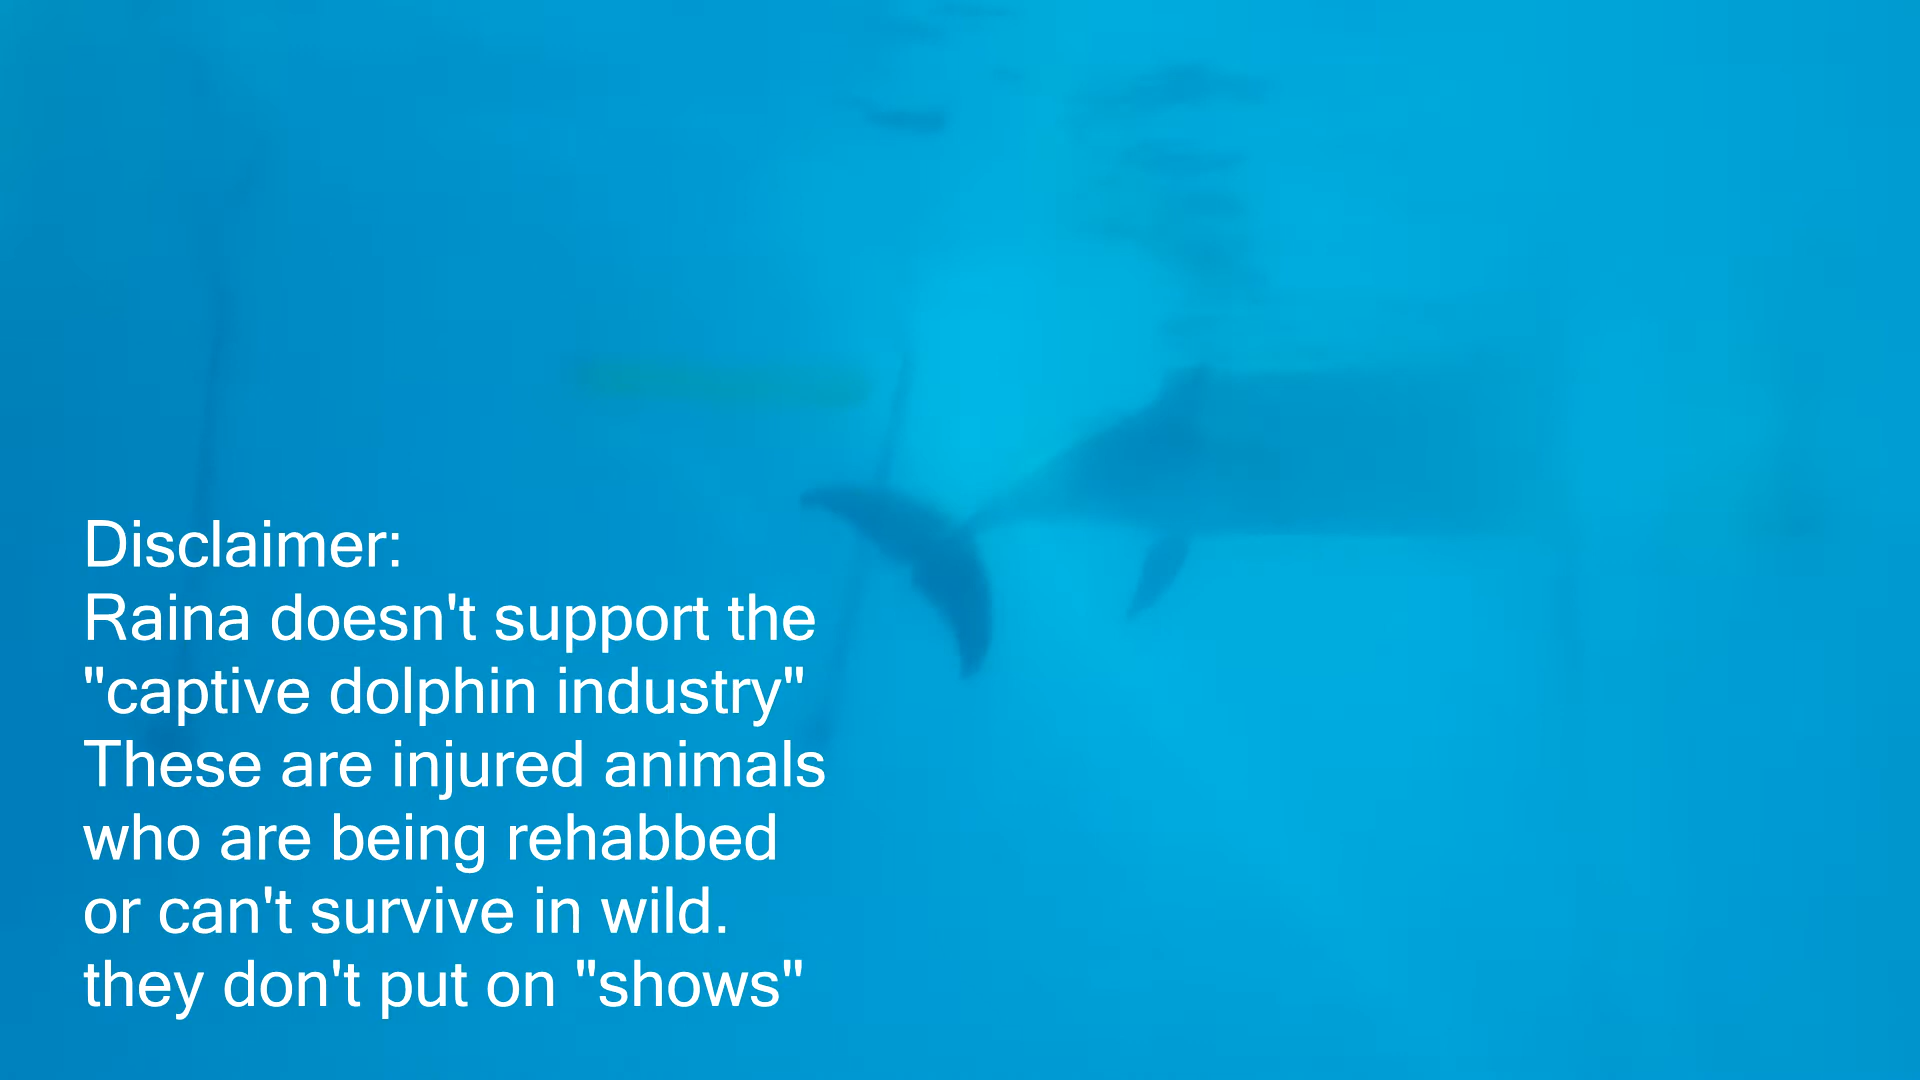 Disclaimer:
Raina doesn't support the
"captive dolphin industry"
These are injured animals
who are being rehabbed
or can't survive in wild.
they don't put on "shows"